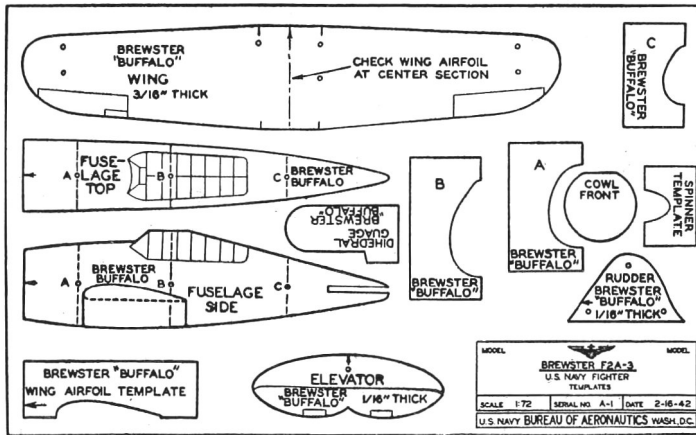 BREWSTER
"BUFFALO"
WING
3/16" THICK
CHECK WING AIRFOIL
AT CENTER SECTION
C
BREWSTER
"BUFFALO"
FUSE-
LAGE
TOP
A
B
C
BREWSTER
BUFFALO
DIHEDRAL
GUAGE
BREWSTER
"BUFFALO"
B
BREWSTER
"BUFFALO"
A
BREWSTER
"BUFFALO"
COWL
FRONT
SPINNER
TEMPLATE
A
BREWSTER
BUFFALO
B
C
FUSELAGE
SIDE
RUDDER
BREWSTER
"BUFFALO"
1/16" THICK
BREWSTER "BUFFALO"
WING AIRFOIL TEMPLATE
ELEVATOR
BREWSTER
"BUFFALO"
1/16" THICK
MODEL MODEL
BREWSTER F2A-3
U.S. NAVY FIGHTER
TEMPLATES
SCALE 1:72 SERIAL NO. A-1 DATE 2-16-42
U.S. NAVY BUREAU OF AERONAUTICS WASH., D.C.